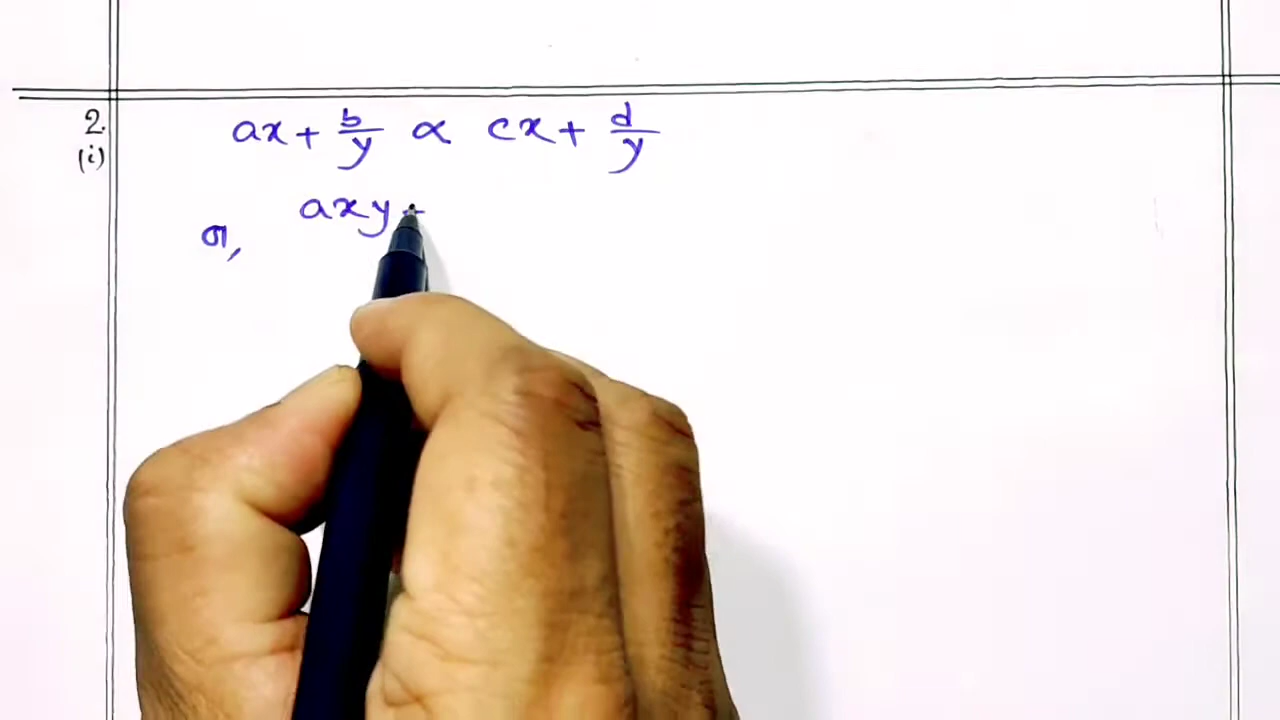 2.
(i) ax + b/y ∝ cx + d/y
বা, axy +